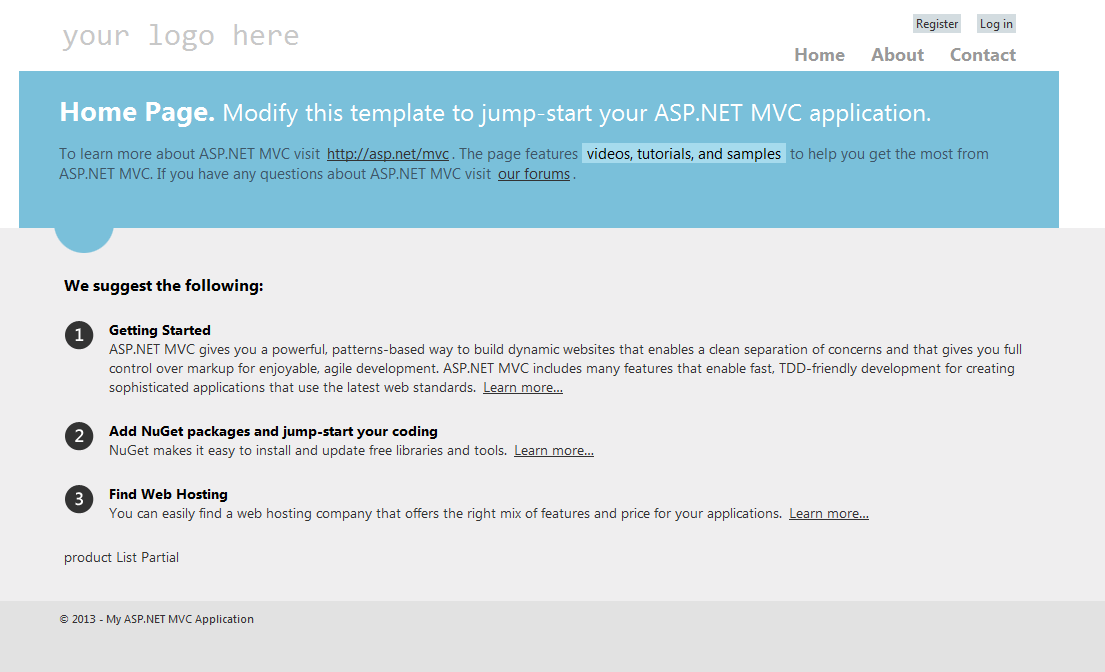 your logo here
Register Log in
Home About Contact
Home Page. Modify this template to jump-start your ASP.NET MVC application.
To learn more about ASP.NET MVC visit http://asp.net/mvc. The page features videos, tutorials, and samples to help you get the most from
ASP.NET MVC. If you have any questions about ASP.NET MVC visit our forums.
We suggest the following:
1 Getting Started
ASP.NET MVC gives you a powerful, patterns-based way to build dynamic websites that enables a clean separation of concerns and that gives you full
control over markup for enjoyable, agile development. ASP.NET MVC includes many features that enable fast, TDD-friendly development for creating
sophisticated applications that use the latest web standards. Learn more...
2 Add NuGet packages and jump-start your coding
NuGet makes it easy to install and update free libraries and tools. Learn more...
3 Find Web Hosting
You can easily find a web hosting company that offers the right mix of features and price for your applications. Learn more...
product List Partial
© 2013 - My ASP.NET MVC Application